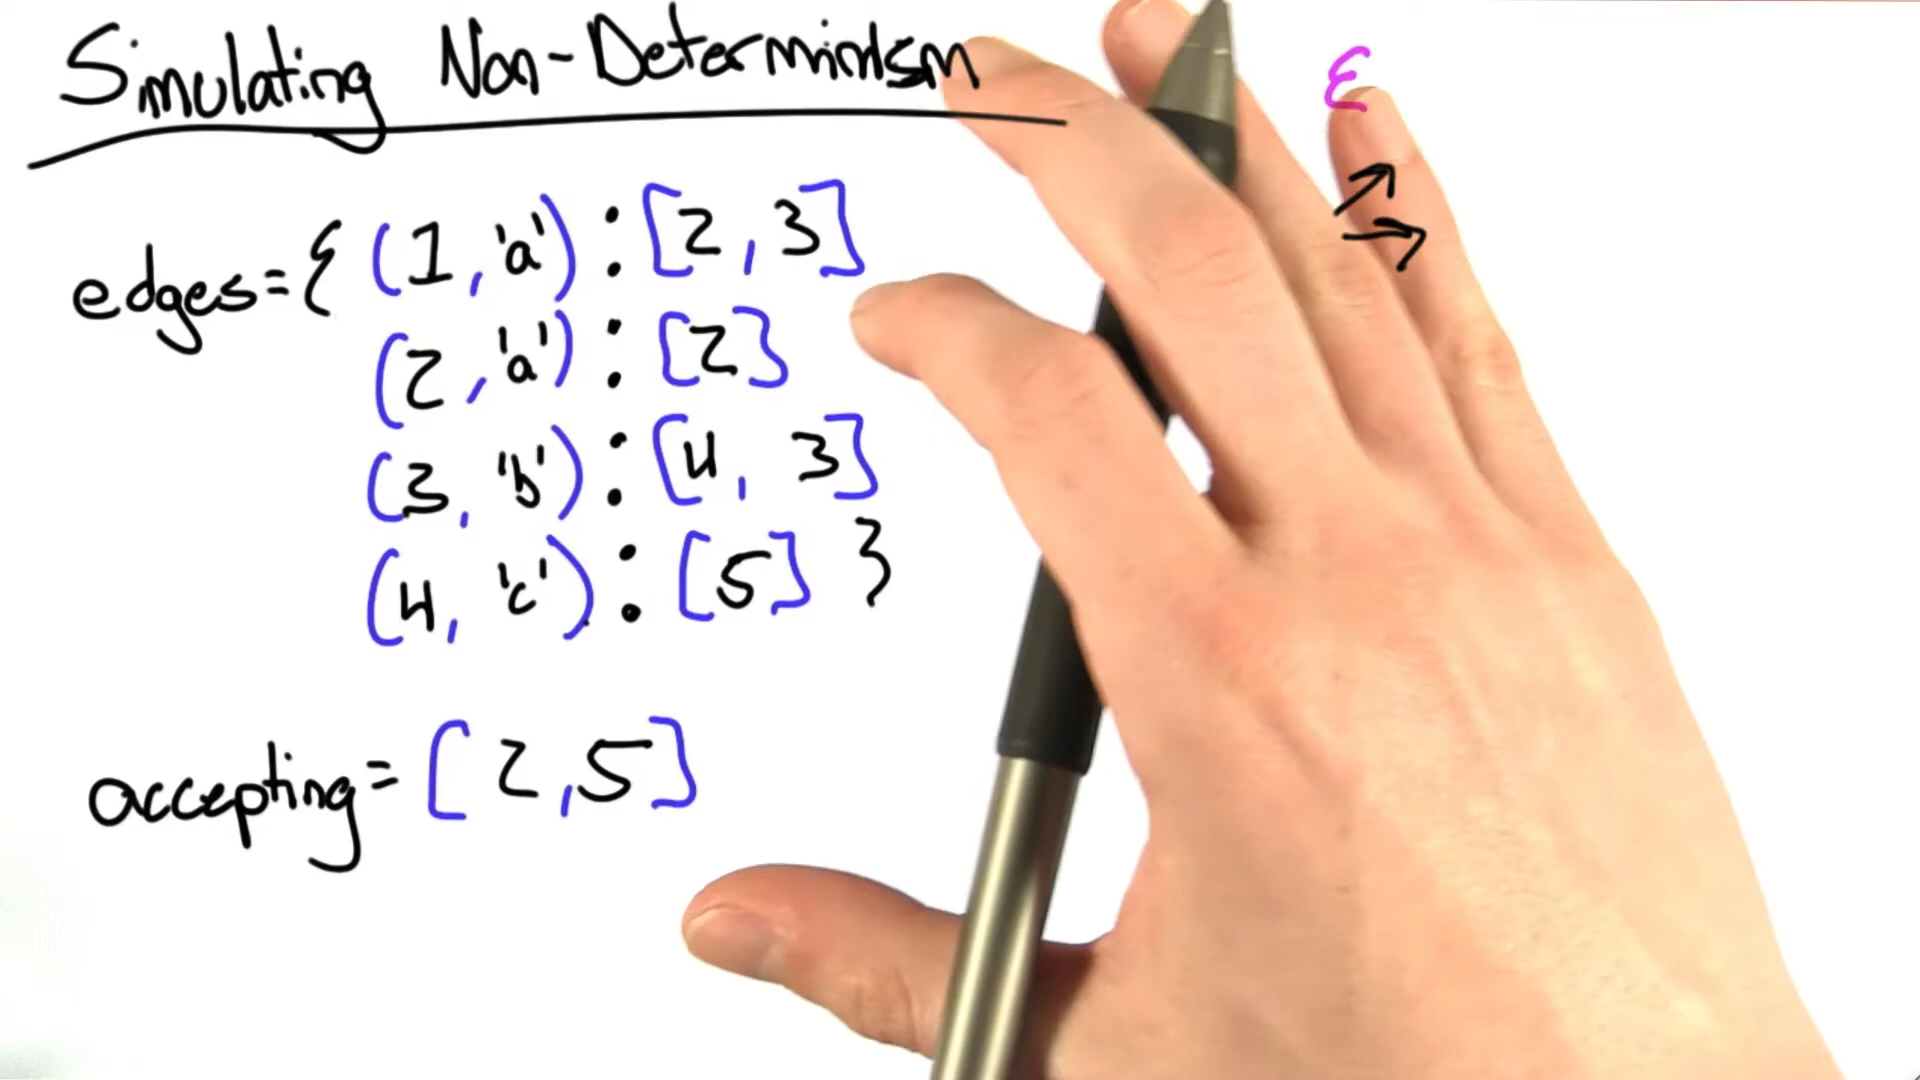 Simulating Non-Determinism
ε
edges={ (1,'a') : [2,3]
(2,'a') : [2]
(3,'b') : [4, 3]
(4,'c') : [5] }
accepting=[2,5]